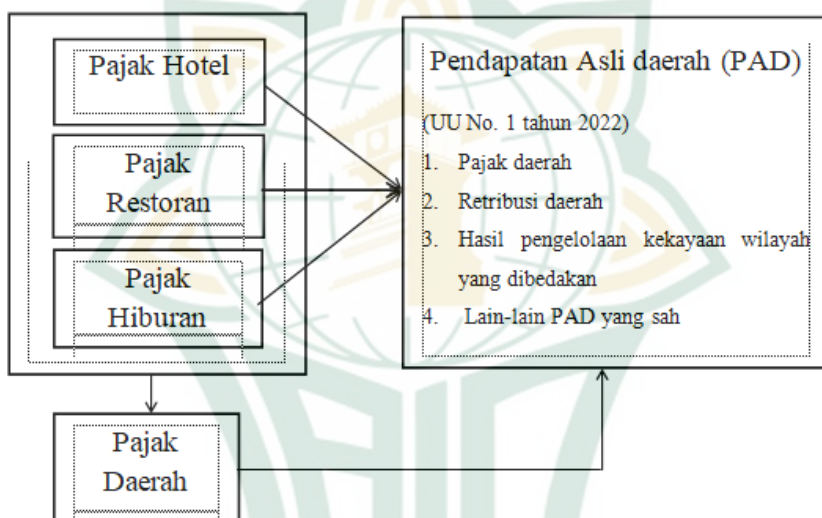 Pajak Hotel
Pajak
Restoran
Pajak
Hiburan
Pajak
Daerah
Pendapatan Asli daerah (PAD)
(UU No. 1 tahun 2022)
1. Pajak daerah
2. Retribusi daerah
3. Hasil pengelolaan kekayaan wilayah
yang dibedakan
4. Lain-lain PAD yang sah